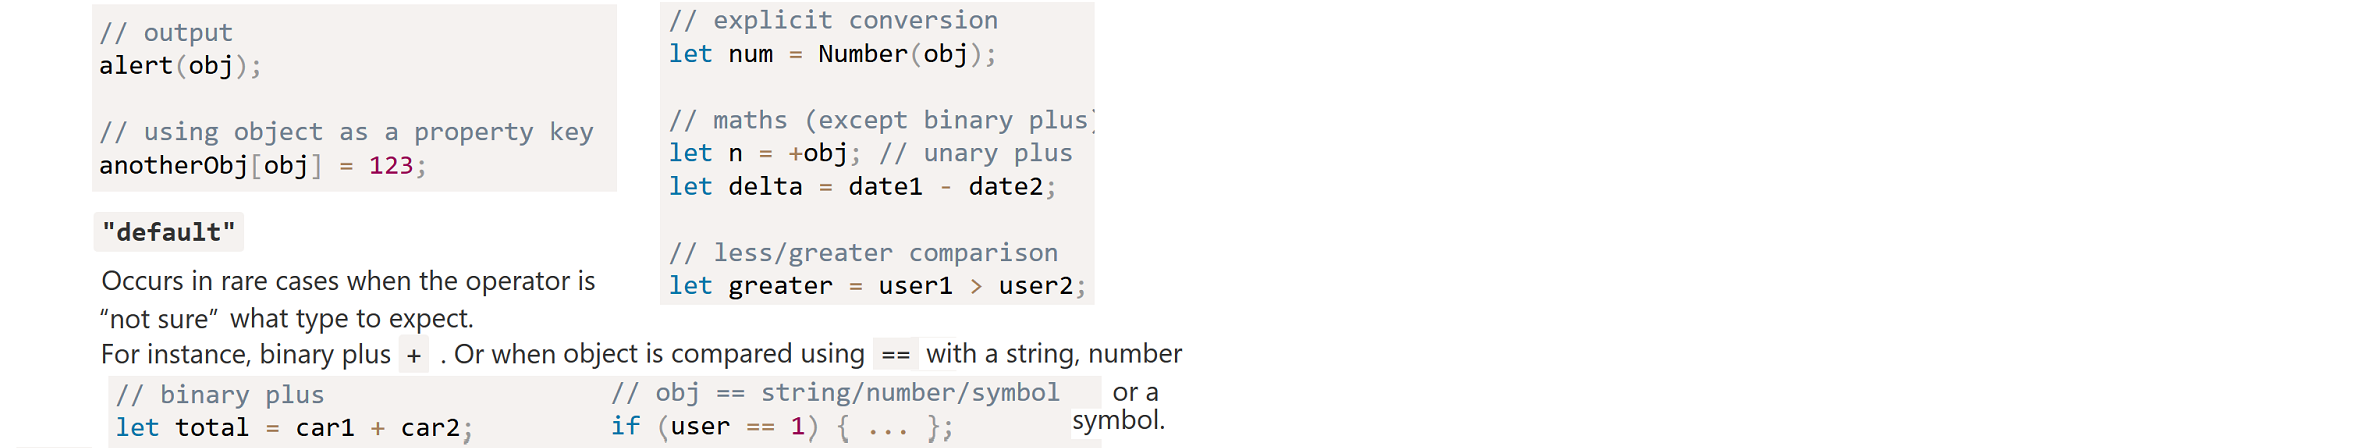 // output
alert(obj);
// using object as a property key
anotherObj[obj] = 123;
// explicit conversion
let num = Number(obj);
// maths (except binary plus)
let n = +obj; // unary plus
let delta = date1 - date2;
// less/greater comparison
let greater = user1 > user2;
"default"
Occurs in rare cases when the operator is
“not sure” what type to expect.
For instance, binary plus + . Or when object is compared using == with a string, number
or a
symbol.
// binary plus
let total = car1 + car2;
// obj == string/number/symbol
if (user == 1) { ... };